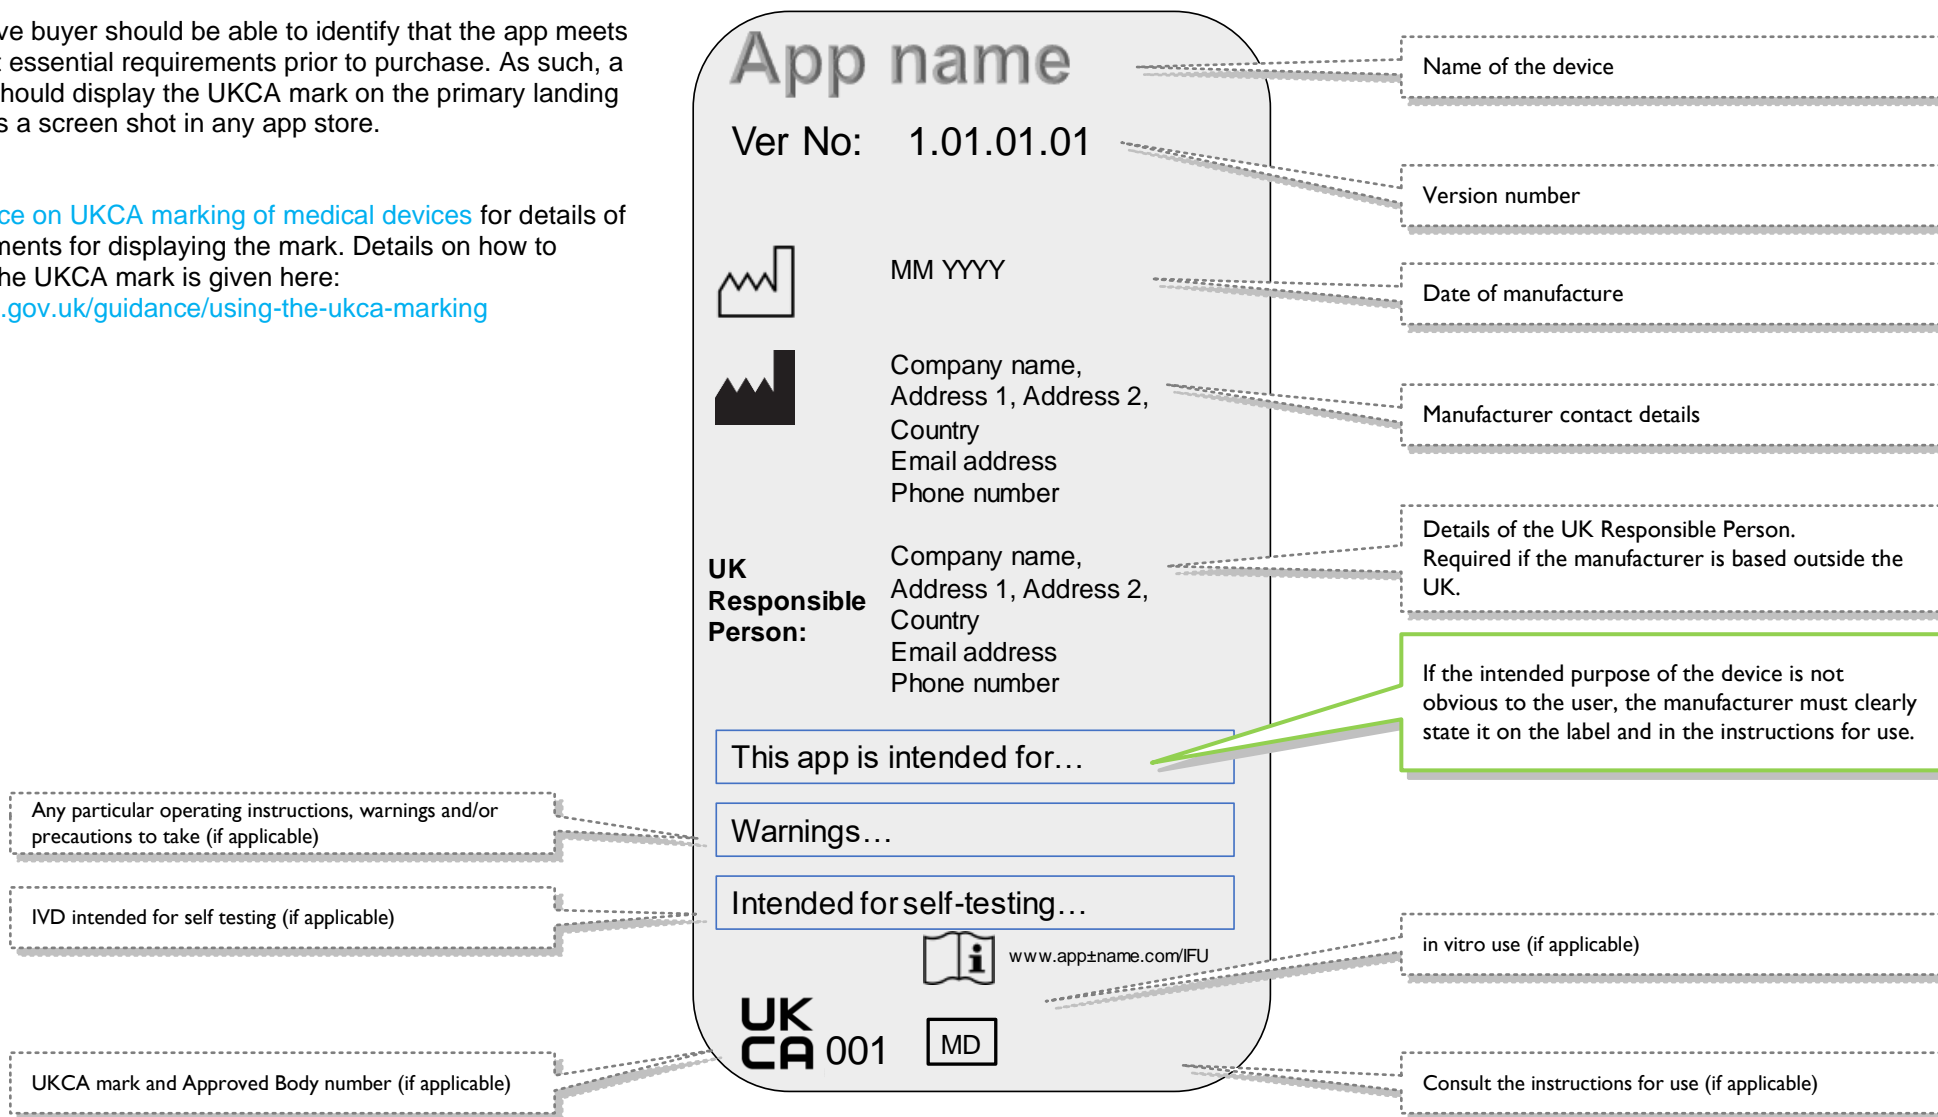 ve buyer should be able to identify that the app meets
t essential requirements prior to purchase. As such, a
hould display the UKCA mark on the primary landing
s a screen shot in any app store.
ce on UKCA marking of medical devices for details of
ments for displaying the mark. Details on how to
he UKCA mark is given here:
.gov.uk/guidance/using-the-ukca-marking
App name
Ver No: 1.01.01.01
MM YYYY
Company name,
Address 1, Address 2,
Country
Email address
Phone number
UK
Responsible
Person:
Company name,
Address 1, Address 2,
Country
Email address
Phone number
This app is intended for…
Warnings…
Intended for self-testing…
www.app±name.com/IFU
UK
CA 001
MD
Name of the device
Version number
Date of manufacture
Manufacturer contact details
Details of the UK Responsible Person.
Required if the manufacturer is based outside the
UK.
If the intended purpose of the device is not
obvious to the user, the manufacturer must clearly
state it on the label and in the instructions for use.
in vitro use (if applicable)
Consult the instructions for use (if applicable)
Any particular operating instructions, warnings and/or
precautions to take (if applicable)
IVD intended for self testing (if applicable)
UKCA mark and Approved Body number (if applicable)